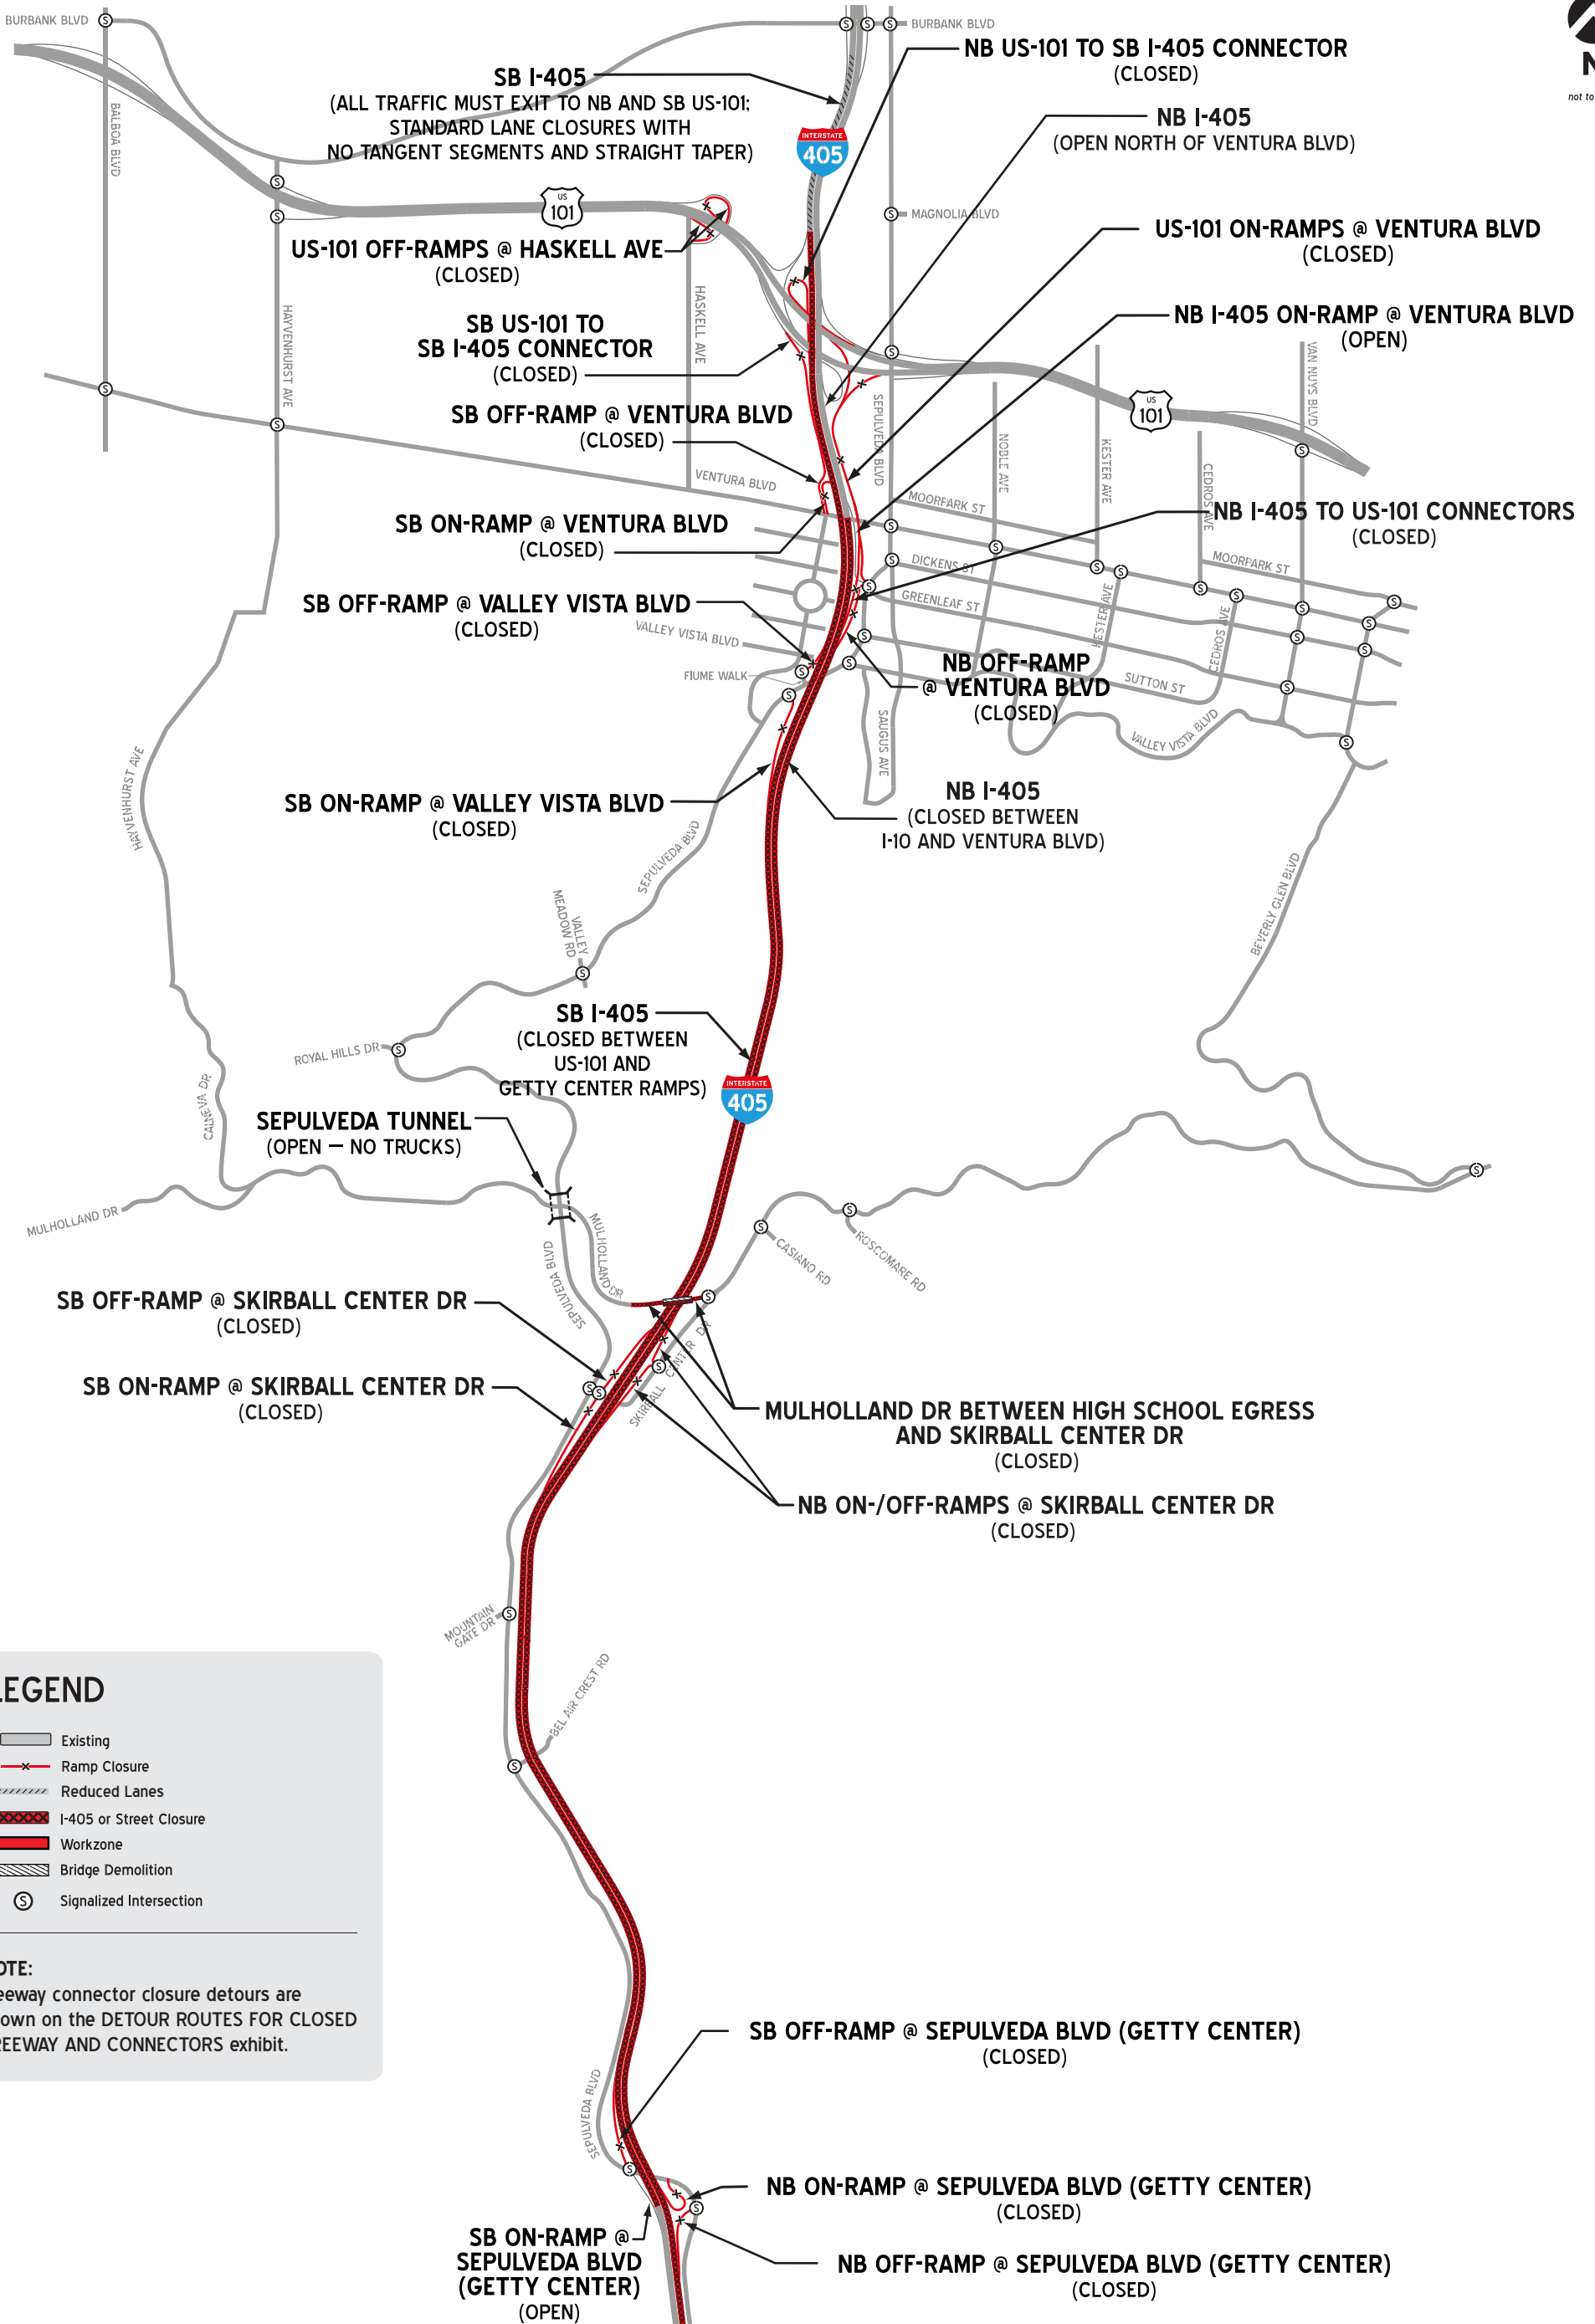 BURBANK BLVD
BURBANK BLVD
N
not to
NB US-101 TO SB I-405 CONNECTOR
(CLOSED)
SB I-405
(ALL TRAFFIC MUST EXIT TO NB AND SB US-101;
STANDARD LANE CLOSURES WITH
NO TANGENT SEGMENTS AND STRAIGHT TAPER)
BALBOA BLVD
NB I-405
(OPEN NORTH OF VENTURA BLVD)
INTERSTATE
405
US
101
MAGNOLIA BLVD
US-101 ON-RAMPS @ VENTURA BLVD
(CLOSED)
US-101 OFF-RAMPS @ HASKELL AVE
(CLOSED)
HAYVENHURST AVE
HASKELL AVE
SB US-101 TO
SB I-405 CONNECTOR
(CLOSED)
NB I-405 ON-RAMP @ VENTURA BLVD
(OPEN)
VAN NUYS BLVD
US
101
SB OFF-RAMP @ VENTURA BLVD
(CLOSED)
SEPULVEDA BLVD
NOBLE AVE
KESTER AVE
CEDROS AVE
VENTURA BLVD
MOORPARK ST
SB ON-RAMP @ VENTURA BLVD
(CLOSED)
NB I-405 TO US-101 CONNECTORS
(CLOSED)
DICKENS ST
MOORPARK ST
GREENLEAF ST
KESTER AVE
CEDROS AVE
SB OFF-RAMP @ VALLEY VISTA BLVD
(CLOSED)
VALLEY VISTA BLVD
FIUME WALK
NB OFF-RAMP
@ VENTURA BLVD
(CLOSED)
SUTTON ST
SAUGUS AVE
VALLEY VISTA BLVD
HAYVENHURST AVE
SB ON-RAMP @ VALLEY VISTA BLVD
(CLOSED)
NB I-405
(CLOSED BETWEEN
I-10 AND VENTURA BLVD)
SEPULVEDA BLVD
BEVERLY GLEN BLVD
VALLEY
MEADOW RD
SB I-405
(CLOSED BETWEEN
US-101 AND
GETTY CENTER RAMPS)
ROYAL HILLS DR
INTERSTATE
405
CALNEVA DR
SEPULVEDA TUNNEL
(OPEN – NO TRUCKS)
MULHOLLAND DR
MULHOLLAND DR
SEPULVEDA BLVD
CASIANO RD
ROSCOMARE RD
SB OFF-RAMP @ SKIRBALL CENTER DR
(CLOSED)
SKIRBALL CENTER DR
SB ON-RAMP @ SKIRBALL CENTER DR
(CLOSED)
MULHOLLAND DR BETWEEN HIGH SCHOOL EGRESS
AND SKIRBALL CENTER DR
(CLOSED)
NB ON-/OFF-RAMPS @ SKIRBALL CENTER DR
(CLOSED)
MOUNTAIN
GATE DR
BEL AIR CREST RD
LEGEND
Existing
Ramp Closure
Reduced Lanes
I-405 or Street Closure
Workzone
Bridge Demolition
S Signalized Intersection
OTE:
eeway connector closure detours are
own on the DETOUR ROUTES FOR CLOSED
REEWAY AND CONNECTORS exhibit.
SB OFF-RAMP @ SEPULVEDA BLVD (GETTY CENTER)
(CLOSED)
SEPULVEDA BLVD
NB ON-RAMP @ SEPULVEDA BLVD (GETTY CENTER)
(CLOSED)
SB ON-RAMP @
SEPULVEDA BLVD
(GETTY CENTER)
(OPEN)
NB OFF-RAMP @ SEPULVEDA BLVD (GETTY CENTER)
(CLOSED)